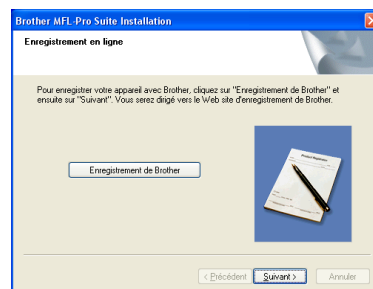 Brother MFL-Pro Suite Installation
Enregistrement en ligne
Pour enregistrer votre appareil avec Brother, cliquez sur "Enregistrement de Brother" et
ensuite sur "Suivant". Vous serez dirigé vers le Web site d'enregistrement de Brother.
Product Registration
Enregistrement de Brother
< Précédent
Suivant >
Annuler